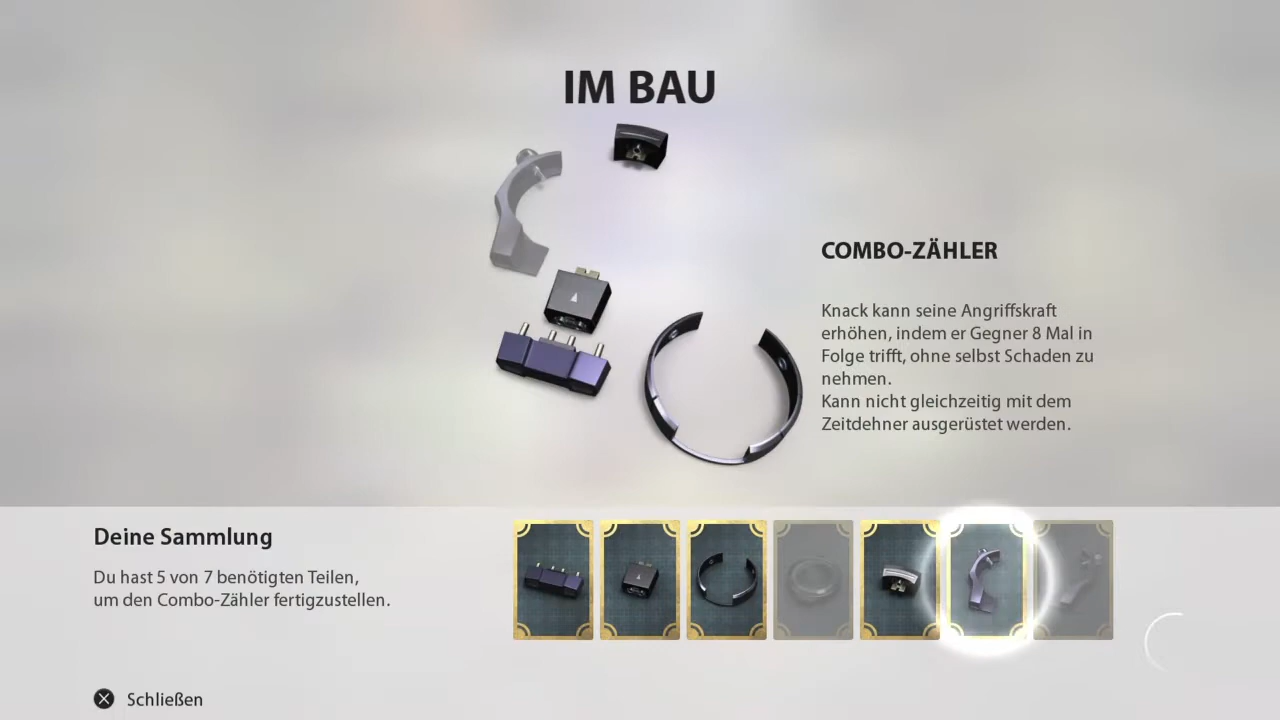 IM BAU
COMBO-ZÄHLER
Knack kann seine Angriffskraft
erhöhen, indem er Gegner 8 Mal in
Folge trifft, ohne selbst Schaden zu
nehmen.
Kann nicht gleichzeitig mit dem
Zeitdehner ausgerüstet werden.
Deine Sammlung
Du hast 5 von 7 benötigten Teilen,
um den Combo-Zähler fertigzustellen.
Schließen